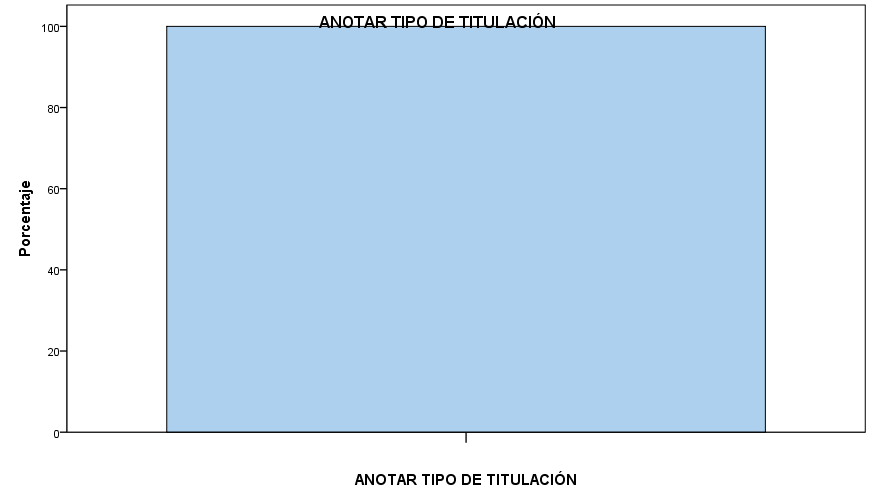 ANOTAR TIPO DE TITULACIÓN
100
80
60
40
20
0
Porcentaje
ANOTAR TIPO DE TITULACIÓN